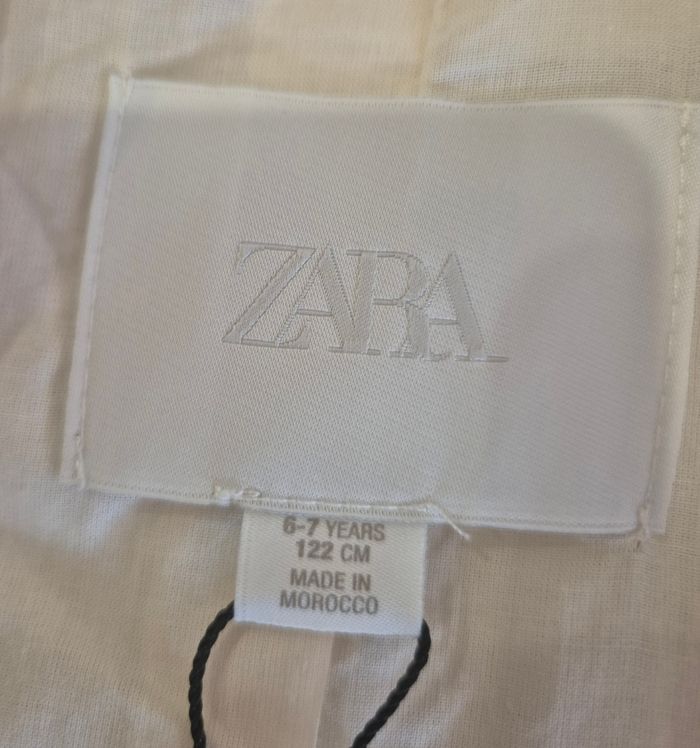 ZARA
6-7 YEARS
122 CM
MADE IN
MOROCCO